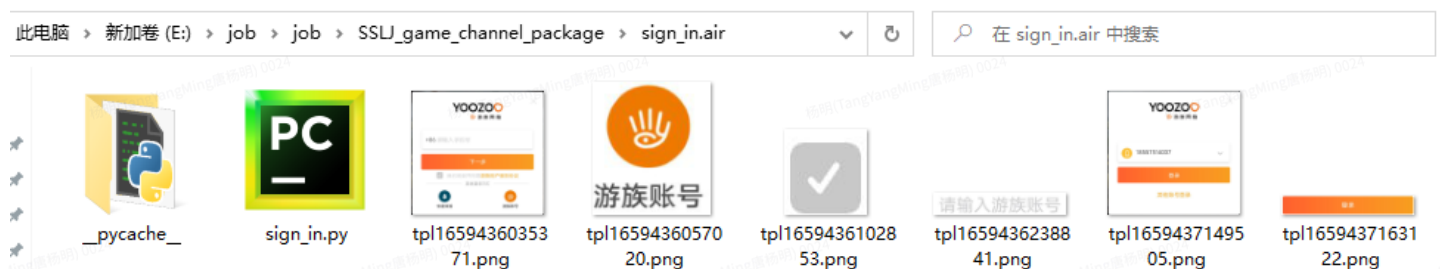 此电脑 > 新加卷 (E:) > job > job > SSLJ_game_channel_package > sign_in.air
在 sign_in.air 中搜索
PC
YOOZOO
游族账号
请输入游族账号
YOOZOO
__pycache__
sign_in.py
tpl16594360353
71.png
tpl16594360570
20.png
tpl16594361028
53.png
tpl16594362388
41.png
tpl16594371495
05.png
tpl16594371631
22.png